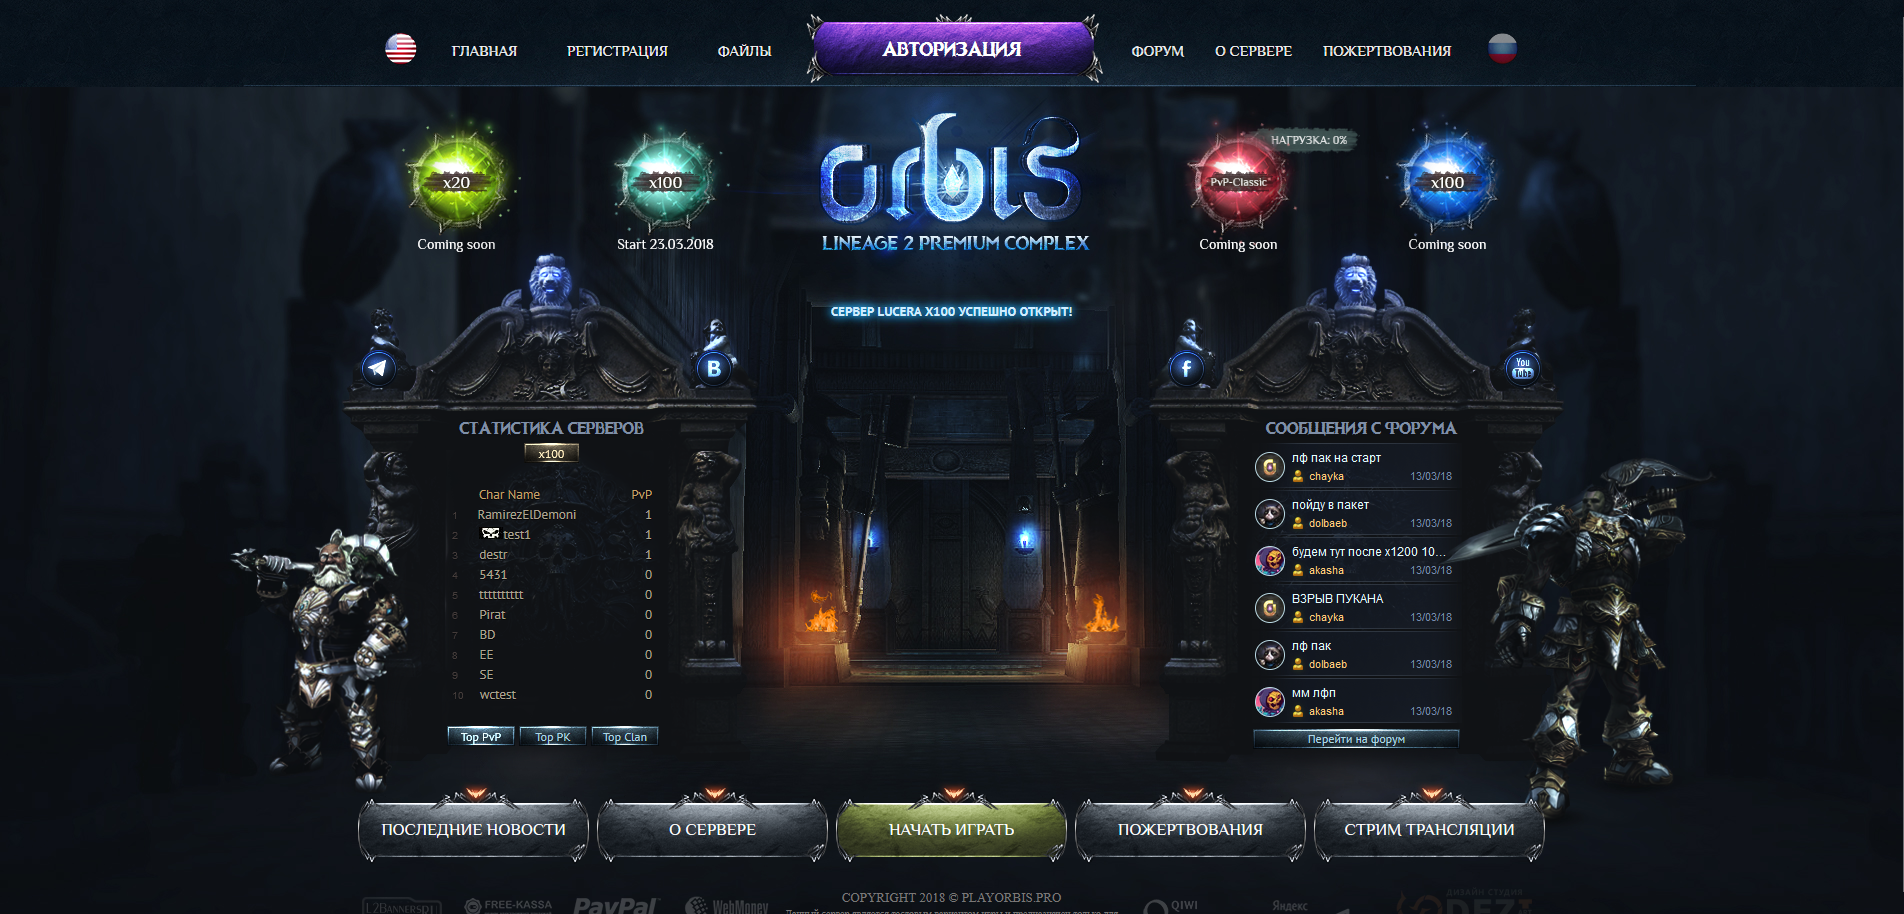 ГЛАВНАЯ
РЕГИСТРАЦИЯ
ФАЙЛЫ
АВТОРИЗАЦИЯ
ФОРУМ
О СЕРВЕРЕ
ПОЖЕРТВОВАНИЯ
x20
Coming soon
x100
Start 23.03.2018
orbis
LINEAGE 2 PREMIUM COMPLEX
НАГРУЗКА: 0%
PvP-Classic
Coming soon
x100
Coming soon
СЕРВЕР LUCERA X100 УСПЕШНО ОТКРЫТ!
В
f
You Tube
СТАТИСТИКА СЕРВЕРОВ
x100
Char Name PvP
1 RamirezElDemoni 1
2 test1 1
3 destr 1
4 5431 0
5 tttttttttt 0
6 Pirat 0
7 BD 0
8 EE 0
9 SE 0
10 wctest 0
Top PvP Top PK Top Clan
СООБЩЕНИЯ С ФОРУМА
лф пак на старт
chayka 13/03/18
пойду в пакет
dolbaeb 13/03/18
будем тут после х1200 10...
akasha 13/03/18
ВЗРЫВ ПУКАНА
chayka 13/03/18
лф пак
dolbaeb 13/03/18
мм лфп
akasha 13/03/18
Перейти на форум
ПОСЛЕДНИЕ НОВОСТИ
О СЕРВЕРЕ
НАЧАТЬ ИГРАТЬ
ПОЖЕРТВОВАНИЯ
СТРИМ ТРАНСЛЯЦИИ
COPYRIGHT 2018 © PLAYORBIS.PRO
FREE-KASSA
PayPal
WebMoney
QIWI
Яндекс
ДИЗАЙН СТУДИЯ